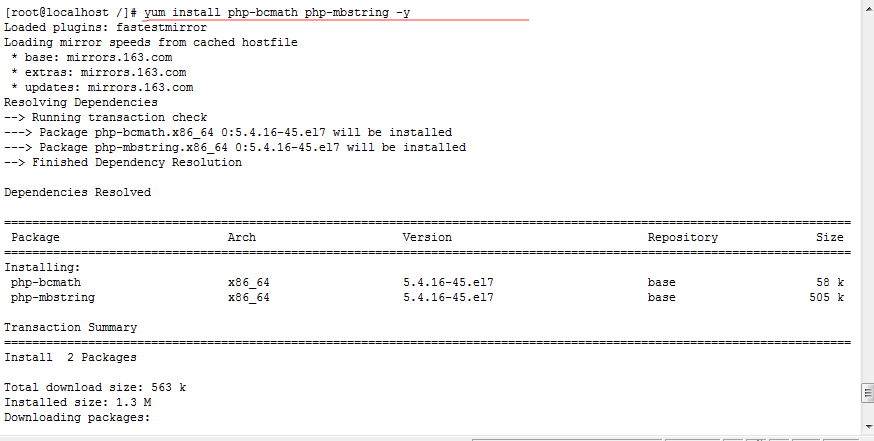 [root@localhost /]# yum install php-bcmath php-mbstring -y
Loaded plugins: fastestmirror
Loading mirror speeds from cached hostfile
 * base: mirrors.163.com
 * extras: mirrors.163.com
 * updates: mirrors.163.com
Resolving Dependencies
--> Running transaction check
---> Package php-bcmath.x86_64 0:5.4.16-45.el7 will be installed
---> Package php-mbstring.x86_64 0:5.4.16-45.el7 will be installed
--> Finished Dependency Resolution
Dependencies Resolved
Package Arch Version Repository Size
Installing:
 php-bcmath x86_64 5.4.16-45.el7 base 58 k
 php-mbstring x86_64 5.4.16-45.el7 base 505 k
Transaction Summary
Install  2 Packages
Total download size: 563 k
Installed size: 1.3 M
Downloading packages: